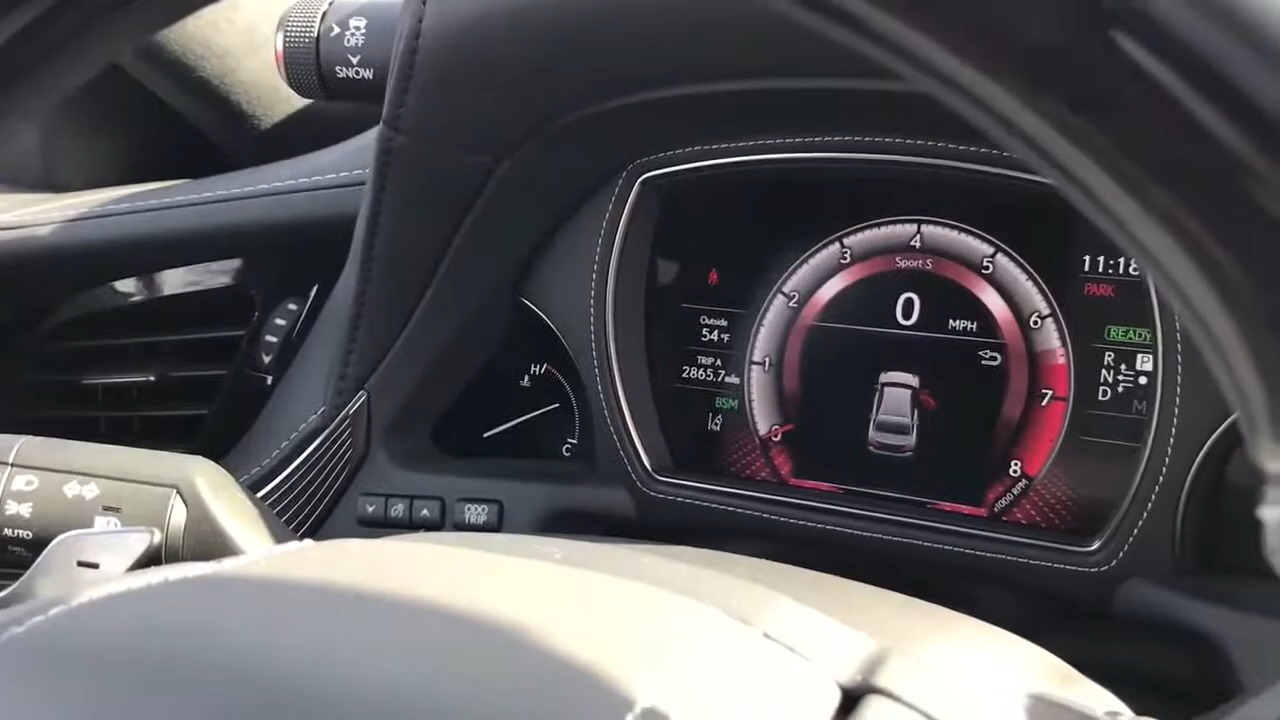 OFF
SNOW
AUTO
H
C
ODO
TRIP
Outside
54°F
TRIP A
2865.7 miles
BSM
0
1
2
3
4
5
6
7
8
x1000 RPM
Sport S
0 MPH
11:18
PARK
READY
R P
N
D M